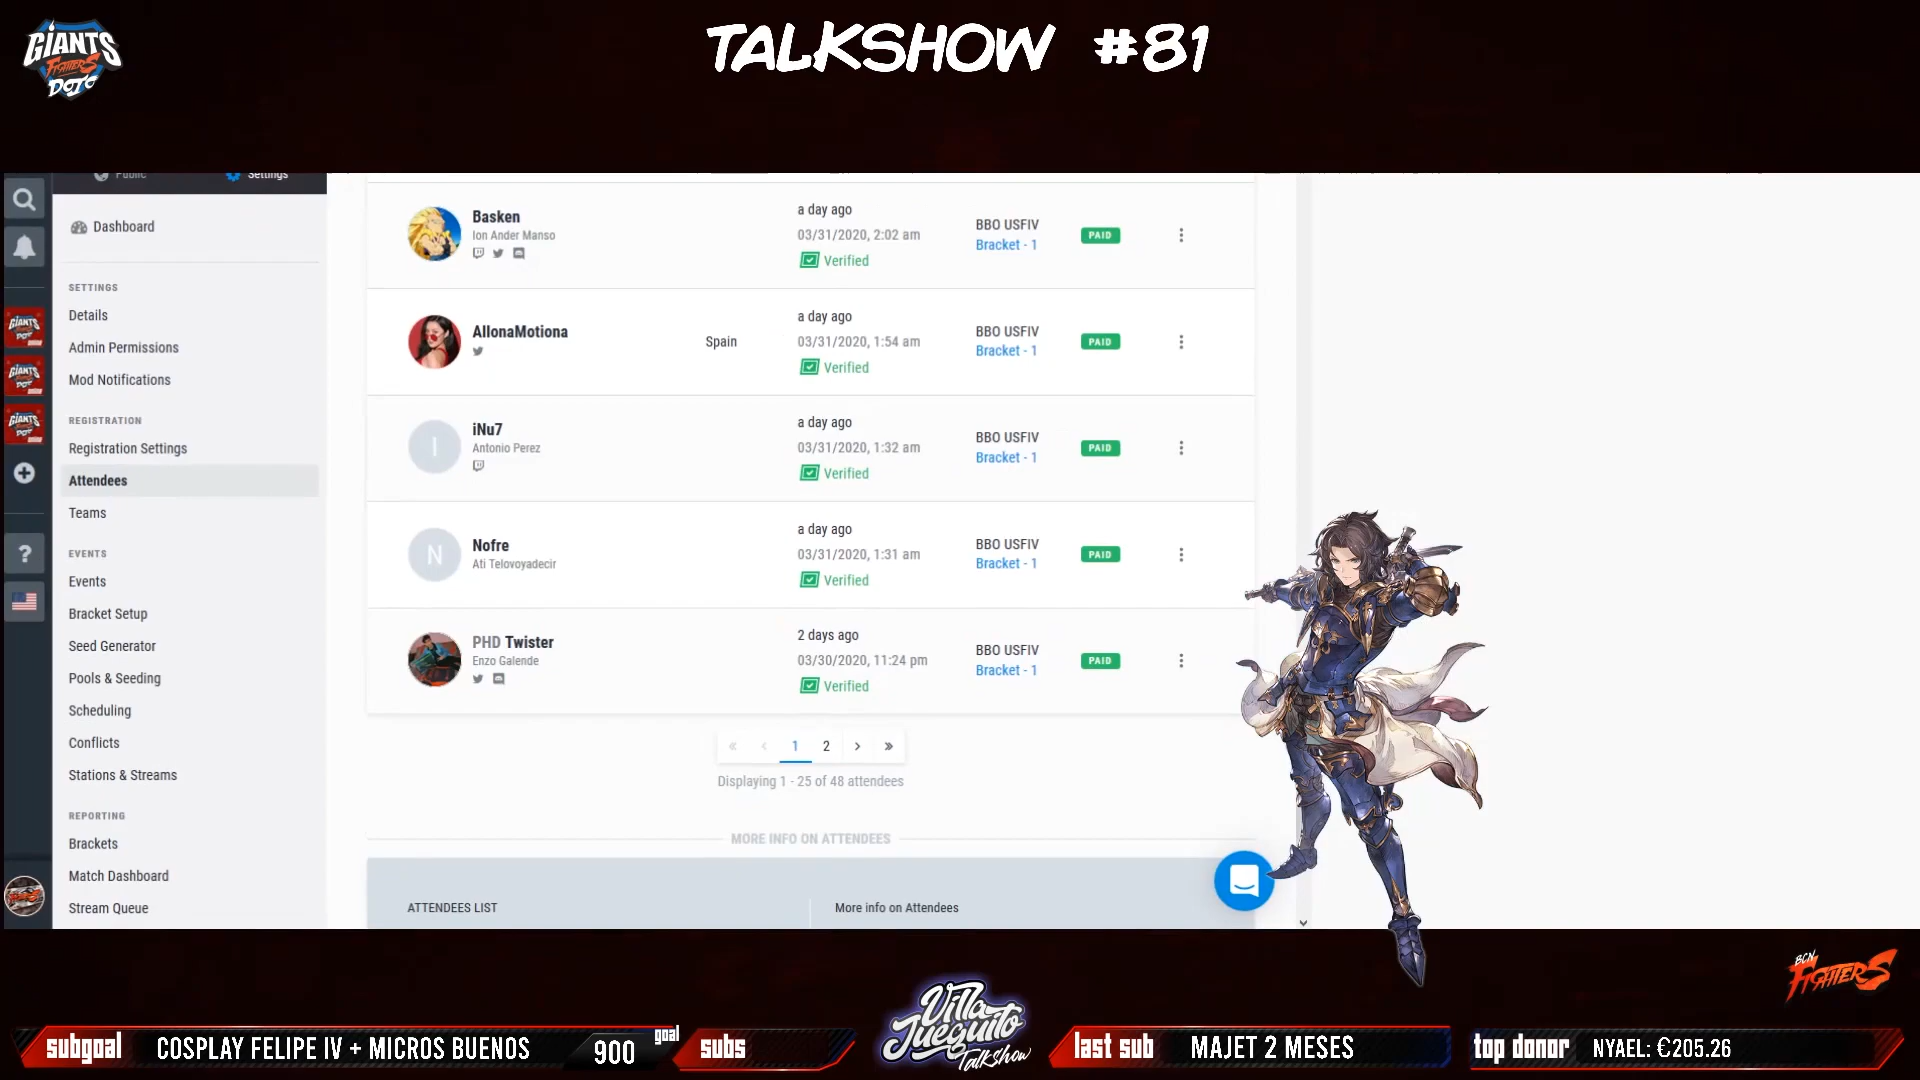 GIANTS
FIGHTERS
DOJO
TALKSHOW #81
Public
Settings
Dashboard
SETTINGS
Details
Admin Permissions
Mod Notifications
REGISTRATION
Registration Settings
Attendees
Teams
EVENTS
Events
Bracket Setup
Seed Generator
Pools & Seeding
Scheduling
Conflicts
Stations & Streams
REPORTING
Brackets
Match Dashboard
Stream Queue
Basken
Ion Ander Manso
a day ago
03/31/2020, 2:02 am
Verified
BBO USFIV
Bracket - 1
PAID
AllonaMotiona
Spain
a day ago
03/31/2020, 1:54 am
Verified
BBO USFIV
Bracket - 1
PAID
I
iNu7
Antonio Perez
a day ago
03/31/2020, 1:32 am
Verified
BBO USFIV
Bracket - 1
PAID
N
Nofre
Ati Telovoyadecir
a day ago
03/31/2020, 1:31 am
Verified
BBO USFIV
Bracket - 1
PAID
PHD Twister
Enzo Galende
2 days ago
03/30/2020, 11:24 pm
Verified
BBO USFIV
Bracket - 1
PAID
« ‹ 1 2 › »
Displaying 1 - 25 of 48 attendees
MORE INFO ON ATTENDEES
ATTENDEES LIST
More info on Attendees
BCN
FIGHTERS
subgoal COSPLAY FELIPE IV + MICROS BUENOS 900 goal
subs
Villa
Juequito
Talkshow
last sub MAJET 2 MESES
top donor NYAEL: €205.26